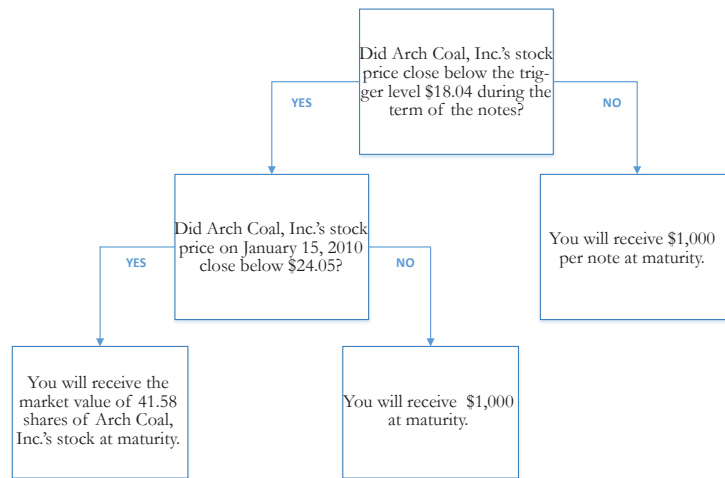 Did Arch Coal, Inc.'s stock
price close below the trig-
ger level $18.04 during the
term of the notes?
YES
NO
Did Arch Coal, Inc.'s stock
price on January 15, 2010
close below $24.05?
You will receive $1,000
per note at maturity.
YES
NO
You will receive the
market value of 41.58
shares of Arch Coal,
Inc.'s stock at maturity.
You will receive $1,000
at maturity.